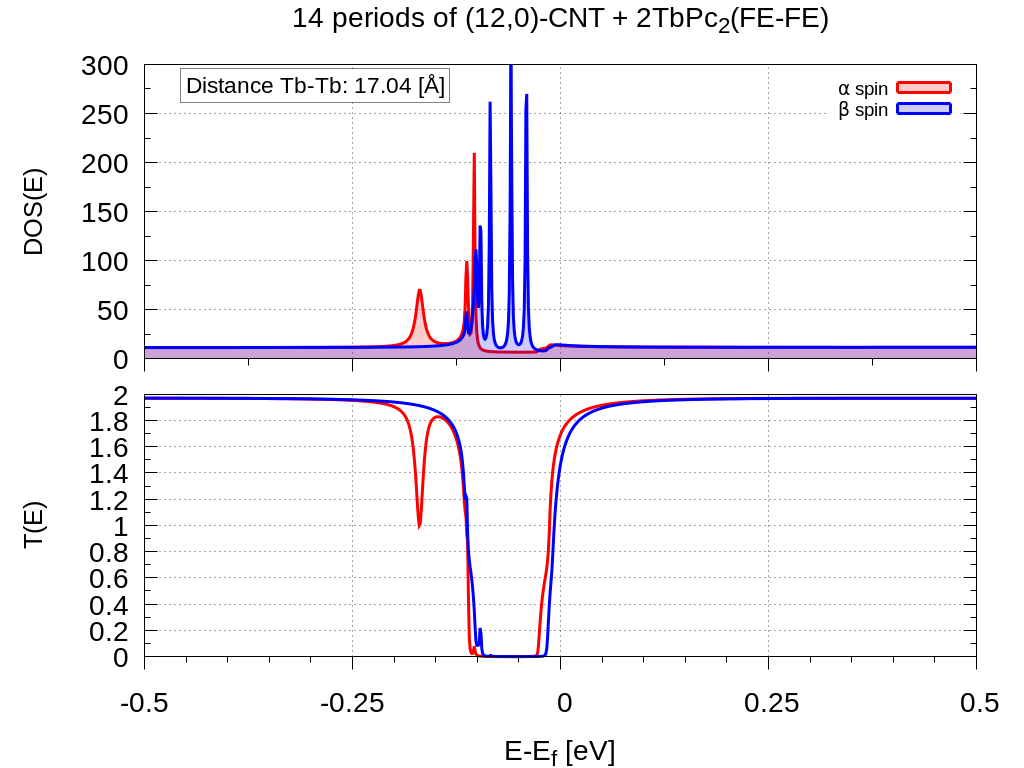 14 periods of (12,0)-CNT + 2TbPc₂(FE-FE)
Distance Tb-Tb: 17.04 [Å]
α spin
β spin
DOS(E)
300
250
200
150
100
50
0
T(E)
2
1.8
1.6
1.4
1.2
1
0.8
0.6
0.4
0.2
0
-0.5 -0.25 0 0.25 0.5
E-E_f [eV]